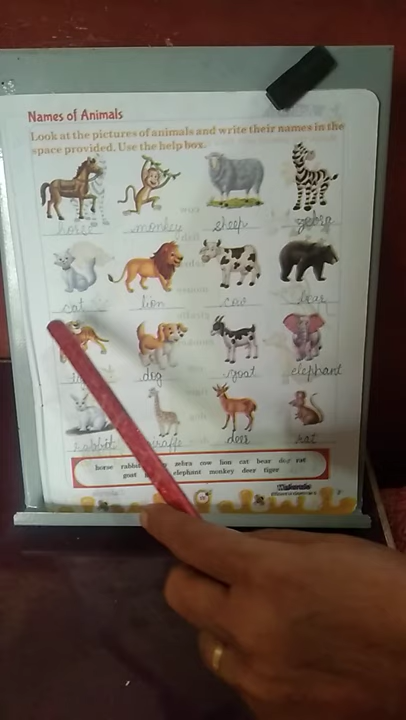 Names of Animals
Look at the pictures of animals and write their names in the
space provided. Use the help box.
horse monkey sheep zebra
cat lion cow bear
dog goat elephant
rabbit giraffe deer rat
horse rabbit zebra cow lion cat bear dog rat
goat elephant monkey deer tiger